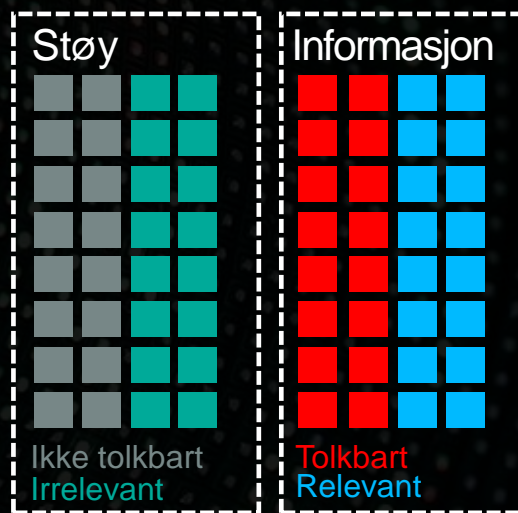 Støy
Ikke tolkbart
Irrelevant
Informasjon
Tolkbart
Relevant